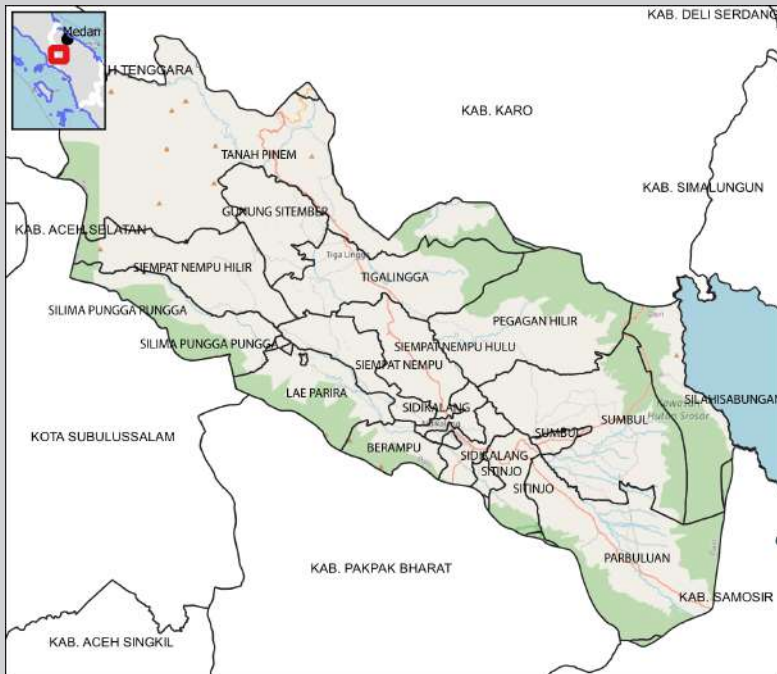 KAB. DELI SERDANG
Medan
H TENGGARA
KAB. KARO
TANAH PINEM
KAB. SIMALUNGUN
GUNUNG SITEMBER
KAB. ACEH SELATAN
Tiga Lingga
SIEMPAT NEMPU HILIR
TIGALINGGA
SILIMA PUNGGA PUNGGA
PEGAGAN HILIR
SILIMA PUNGGA PUNGGA
SIEMPAT NEMPU HULU
SIEMPAT NEMPU
LAE PARIRA
SILAHISABUNGAN
SIDIKALANG
Hutan Srosor
SUMBUL
KOTA SUBULUSSALAM
SUMBUL
BERAMPU
SIDIKALANG
SITINJO
SITINJO
PARBULUAN
KAB. PAKPAK BHARAT
KAB. SAMOSIR
KAB. ACEH SINGKIL